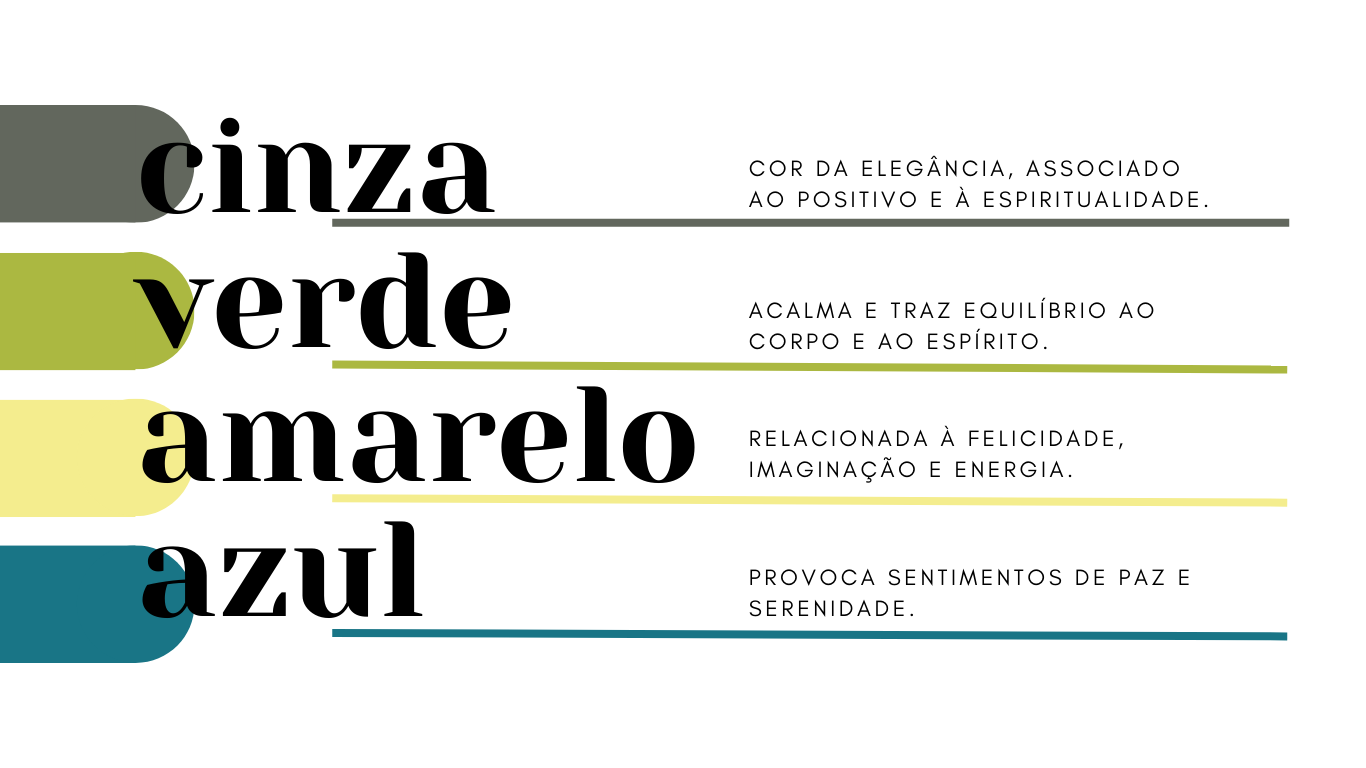 cinza
COR DA ELEGÂNCIA, ASSOCIADO
AO POSITIVO E À ESPIRITUALIDADE.
verde
ACALMA E TRAZ EQUILÍBRIO AO
CORPO E AO ESPÍRITO.
amarelo
RELACIONADA À FELICIDADE,
IMAGINAÇÃO E ENERGIA.
azul
PROVOCA SENTIMENTOS DE PAZ E
SERENIDADE.